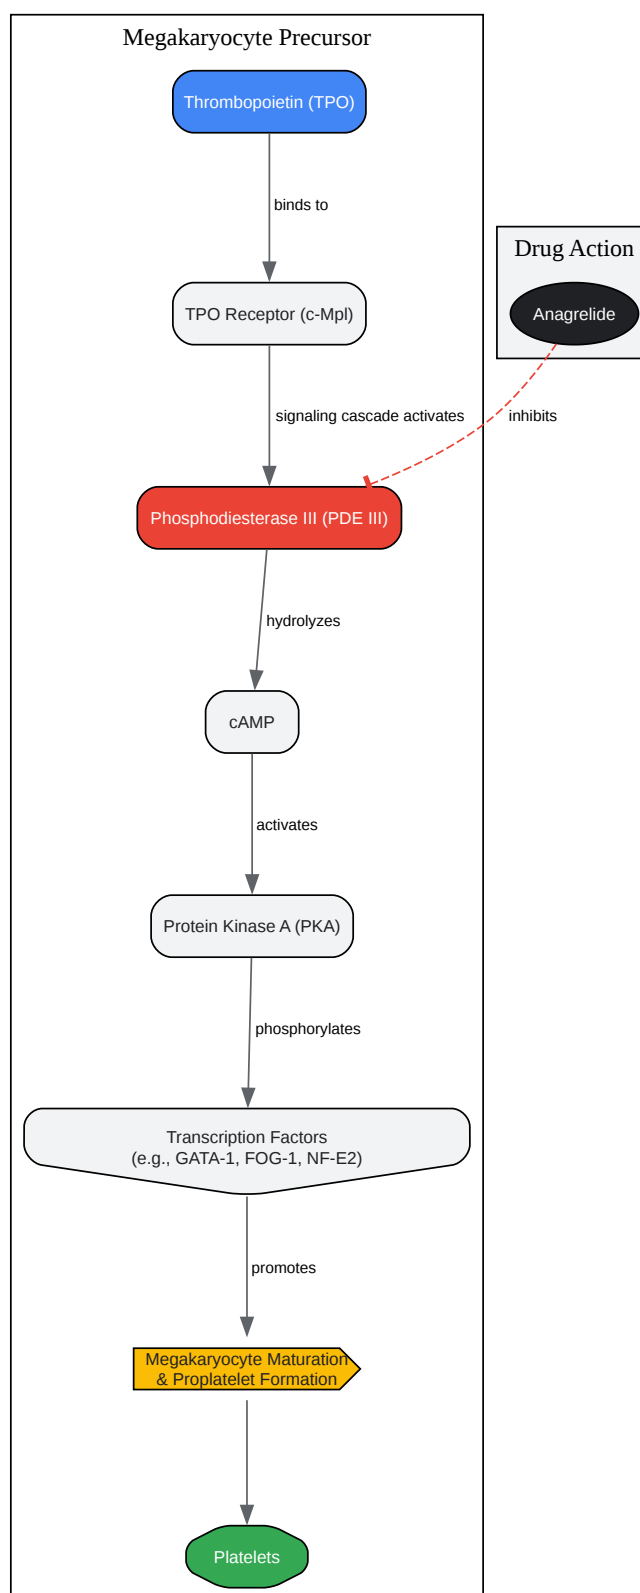 Megakaryocyte Precursor
Thrombopoietin (TPO)
binds to
Drug Action
TPO Receptor (c-Mpl)
Anagrelide
signaling cascade activates
inhibits
Phosphodiesterase III (PDE III)
hydrolyzes
cAMP
activates
Protein Kinase A (PKA)
phosphorylates
Transcription Factors
(e.g., GATA-1, FOG-1, NF-E2)
promotes
Megakaryocyte Maturation
& Proplatelet Formation
Platelets